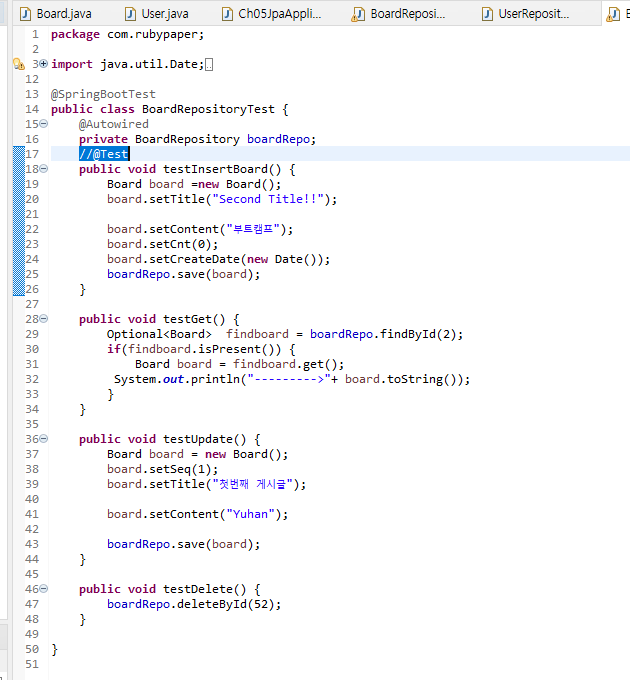 Board.java User.java Ch05JpaAppli... BoardReposi... UserReposit...
1 package com.rubypaper;
2
3 import java.util.Date;
12
13 @SpringBootTest
14 public class BoardRepositoryTest {
15 @Autowired
16 private BoardRepository boardRepo;
17 //@Test
18 public void testInsertBoard() {
19 Board board =new Board();
20 board.setTitle("Second Title!!");
21
22 board.setContent("부트캠프");
23 board.setCnt(0);
24 board.setCreateDate(new Date());
25 boardRepo.save(board);
26 }
27
28 public void testGet() {
29 Optional<Board>  findboard = boardRepo.findById(2);
30 if(findboard.isPresent()) {
31 Board board = findboard.get();
32 System.out.println("--------->"+ board.toString());
33 }
34 }
35
36 public void testUpdate() {
37 Board board = new Board();
38 board.setSeq(1);
39 board.setTitle("첫번째 게시글");
40
41 board.setContent("Yuhan");
42
43 boardRepo.save(board);
44 }
45
46 public void testDelete() {
47 boardRepo.deleteById(52);
48 }
49
50 }
51